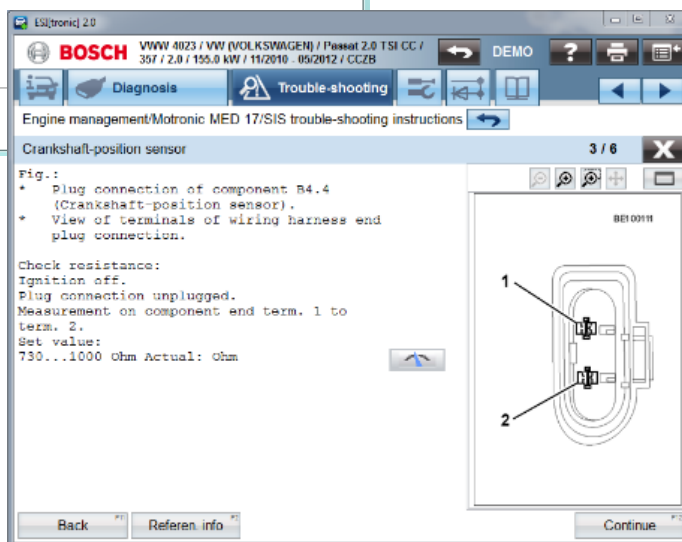 ESI[tronic] 2.0
BOSCH
VWW 4023 / VW (VOLKSWAGEN) / Passat 2.0 TSI CC /
357 / 2.0 / 155.0 kW / 11/2010 - 05/2012 / CCZB
DEMO
?
Diagnosis
Trouble-shooting
Engine management/Motronic MED 17/SIS trouble-shooting instructions
Crankshaft-position sensor
3 / 6
X
Fig.:
* Plug connection of component B4.4
(Crankshaft-position sensor).
* View of terminals of wiring harness end
plug connection.
Check resistance:
Ignition off.
Plug connection unplugged.
Measurement on component end term. 1 to
term. 2.
Set value:
730...1000 Ohm Actual: Ohm
BE100111
1
2
Back
Referen. info
Continue